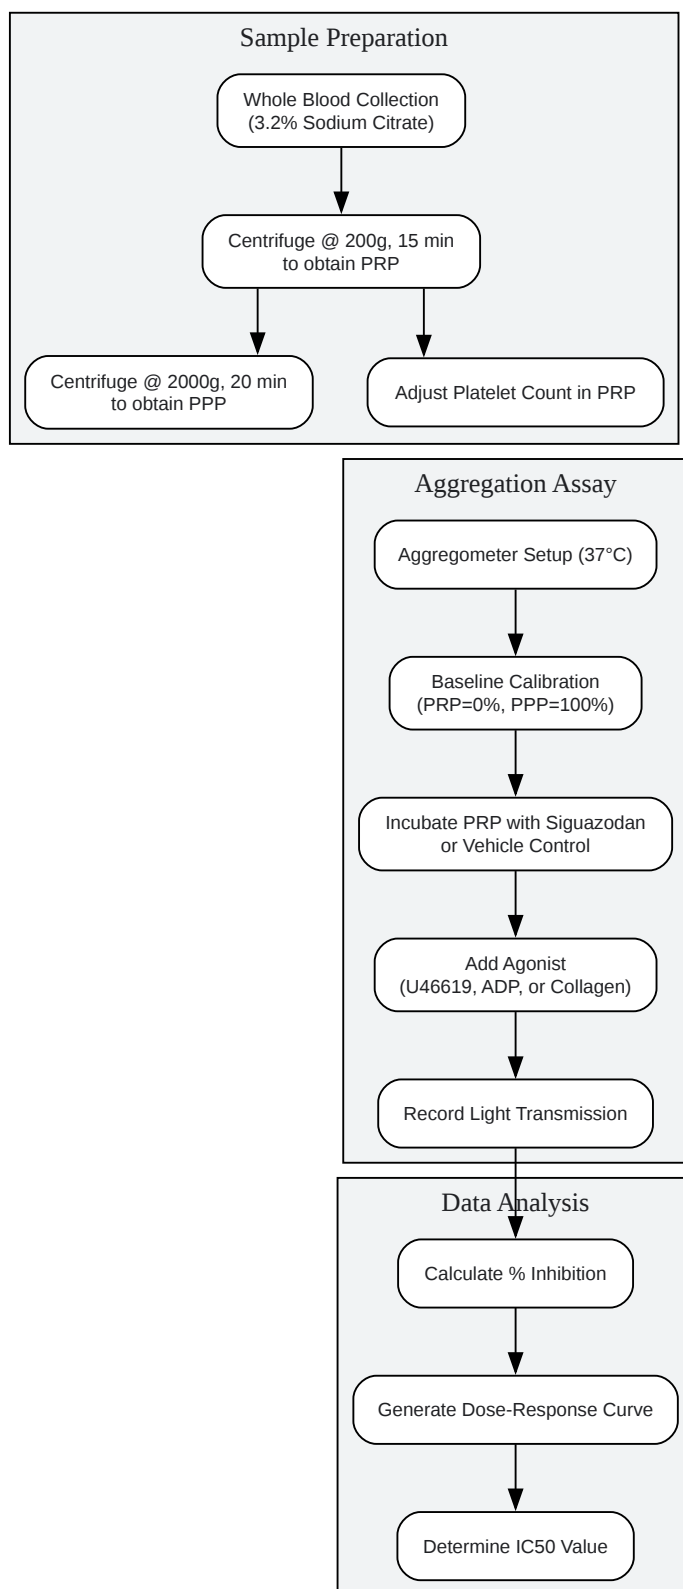 Sample Preparation
Whole Blood Collection
(3.2% Sodium Citrate)
Centrifuge @ 200g, 15 min
to obtain PRP
Centrifuge @ 2000g, 20 min
to obtain PPP
Adjust Platelet Count in PRP
Aggregation Assay
Aggregometer Setup (37°C)
Baseline Calibration
(PRP=0%, PPP=100%)
Incubate PRP with Siguazodan
or Vehicle Control
Add Agonist
(U46619, ADP, or Collagen)
Record Light Transmission
Data Analysis
Calculate % Inhibition
Generate Dose-Response Curve
Determine IC50 Value